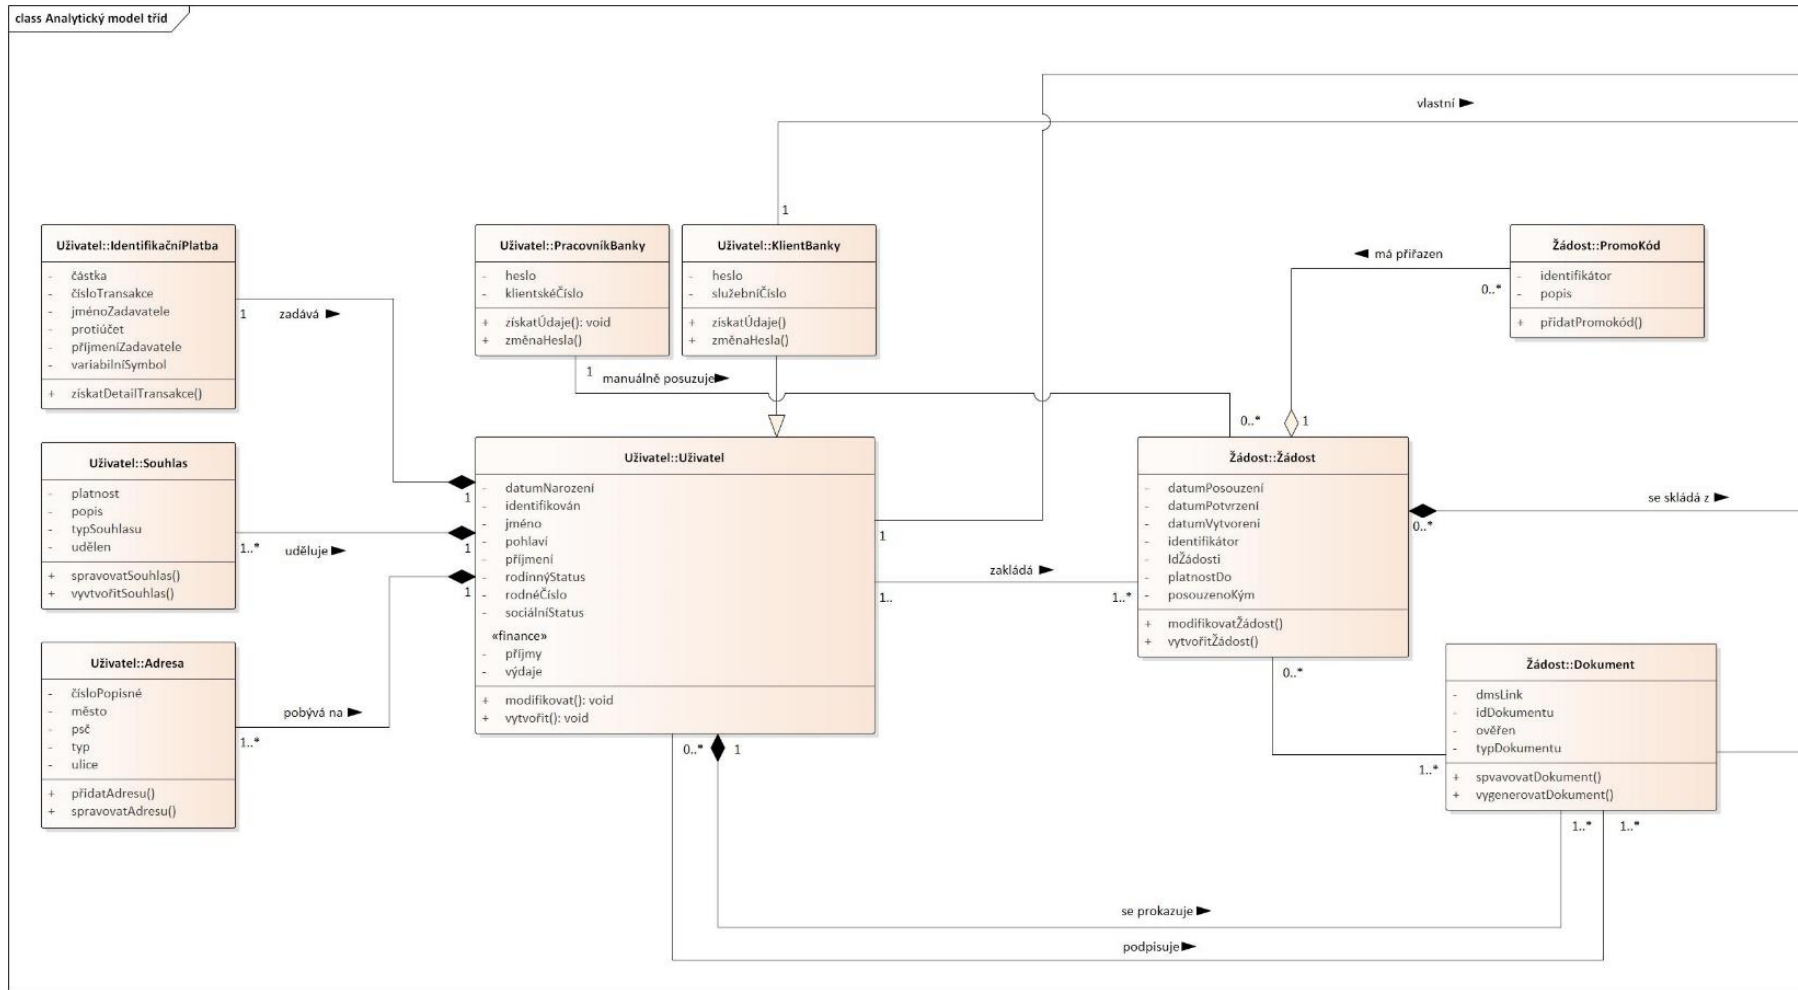 class Analytický model tříd
vlastní
1
Uživatel::IdentifikačníPlatba
- částka
- čísloTransakce
- jménoZadavatele
- protiúčet
- příjmeníZadavatele
- variabilníSymbol
+ získatDetailTransakce()
1
zadává
1
Uživatel::PracovníkBanky
- heslo
- klientskéČíslo
+ získatÚdaje(): void
+ změnaHesla()
1
manuálně posuzuje
0..*
Uživatel::KlientBanky
- heslo
- služebníČíslo
+ získatÚdaje()
+ změnaHesla()
Žádost::PromoKód
- identifikátor
- popis
+ přidatPromokód()
má přiřazen
0..*
1
Uživatel::Souhlas
- platnost
- popis
- typSouhlasu
- udělen
+ spravovatSouhlas()
+ vyvtvořitSouhlas()
1..*
uděluje
1
Uživatel::Uživatel
- datumNarození
- identifikován
- jméno
- pohlaví
- příjmení
- rodinnýStatus
- rodnéČíslo
- sociálníStatus
«finance»
- příjmy
- výdaje
+ modifikovat(): void
+ vytvořit(): void
1
zakládá
1..
1..*
Žádost::Žádost
- datumPosouzení
- datumPotvrzení
- datumVytvoreni
- identifikátor
- IdŽádosti
- platnostDo
- posouzenoKým
+ modifikovatŽádost()
+ vytvořitŽádost()
se skládá z
0..*
0..*
1..*
Uživatel::Adresa
- čísloPopisné
- město
- psč
- typ
- ulice
+ přidatAdresu()
+ spravovatAdresu()
pobývá na
1..*
1
Žádost::Dokument
- dmsLink
- idDokumentu
- ověřen
- typDokumentu
+ spvavovatDokument()
+ vygenerovatDokument()
0..*
1
1..*
1..*
se prokazuje
podpisuje